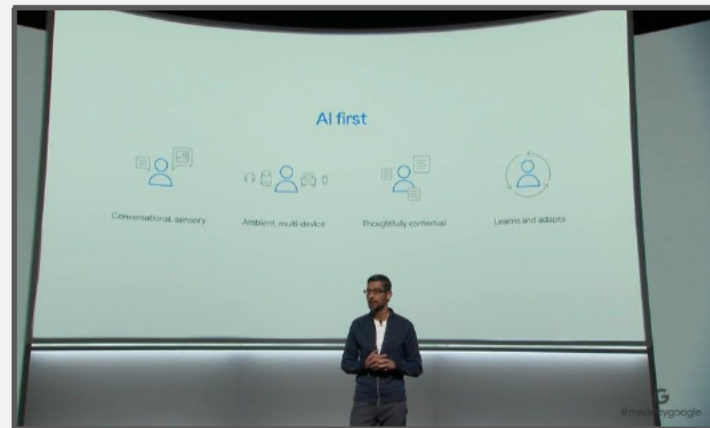 AI first
Conversational, sensory
Ambient, multi-device
Thoughtfully contextual
Learns and adapts
G
#madebygoogle